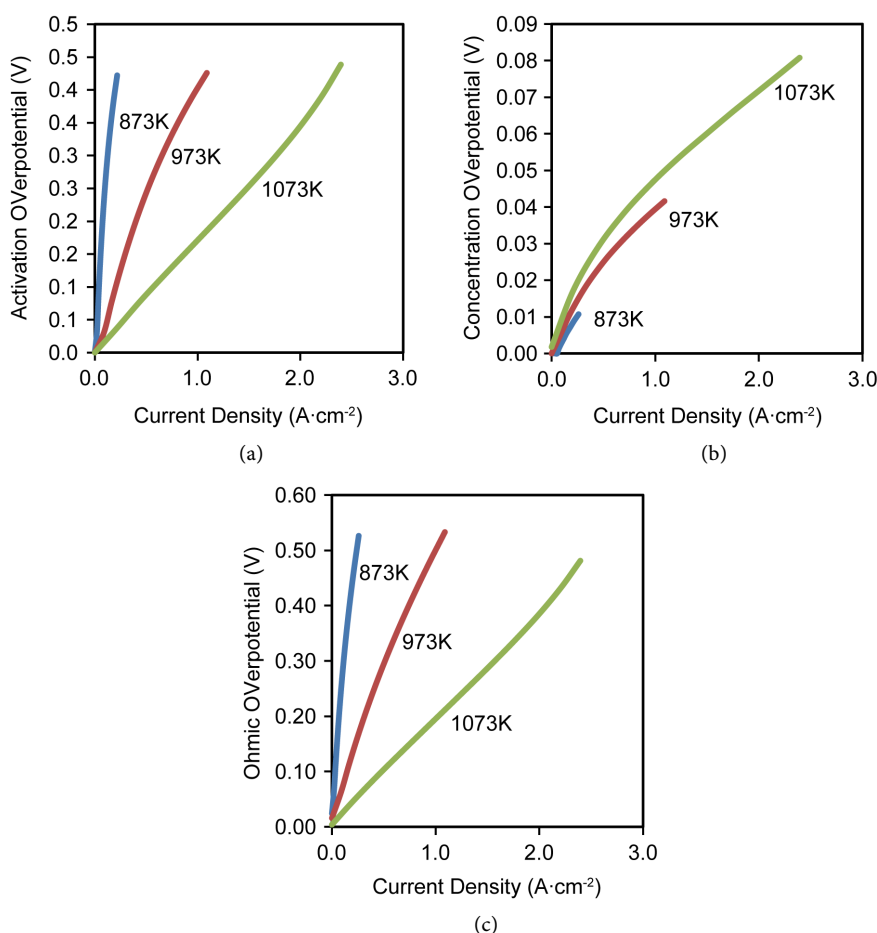 Activation OVerpotential (V)
0.5
0.5
0.4
0.4
0.3
0.3
0.2
0.2
0.1
0.1
0.0
873K
973K
1073K
0.0 1.0 2.0 3.0
Current Density (A·cm-2)
(a)
Concentration OVerpotential (V)
0.09
0.08
0.07
0.06
0.05
0.04
0.03
0.02
0.01
0.00
1073K
973K
873K
0.0 1.0 2.0 3.0
Current Density (A·cm-2)
(b)
Ohmic OVerpotential (V)
0.60
0.50
0.40
0.30
0.20
0.10
0.00
873K
973K
1073K
0.0 1.0 2.0 3.0
Current Density (A·cm-2)
(c)